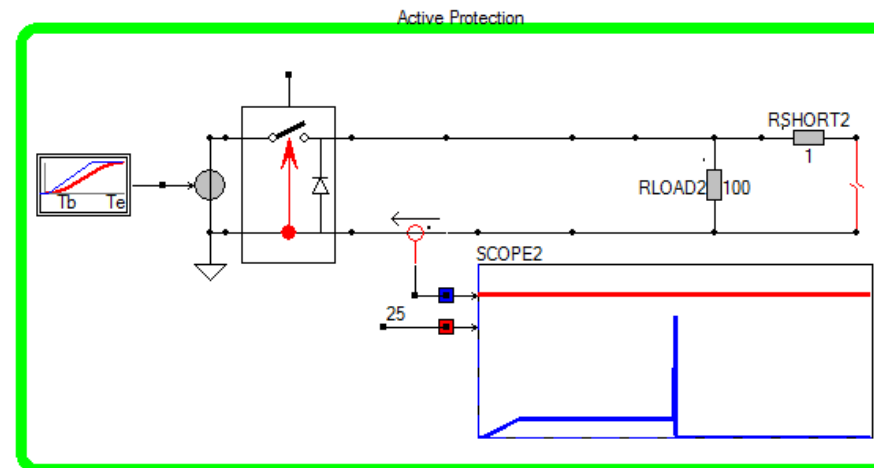 Active Protection
RSHORT2
1
RLOAD2 100
Tb Te
SCOPE2
25